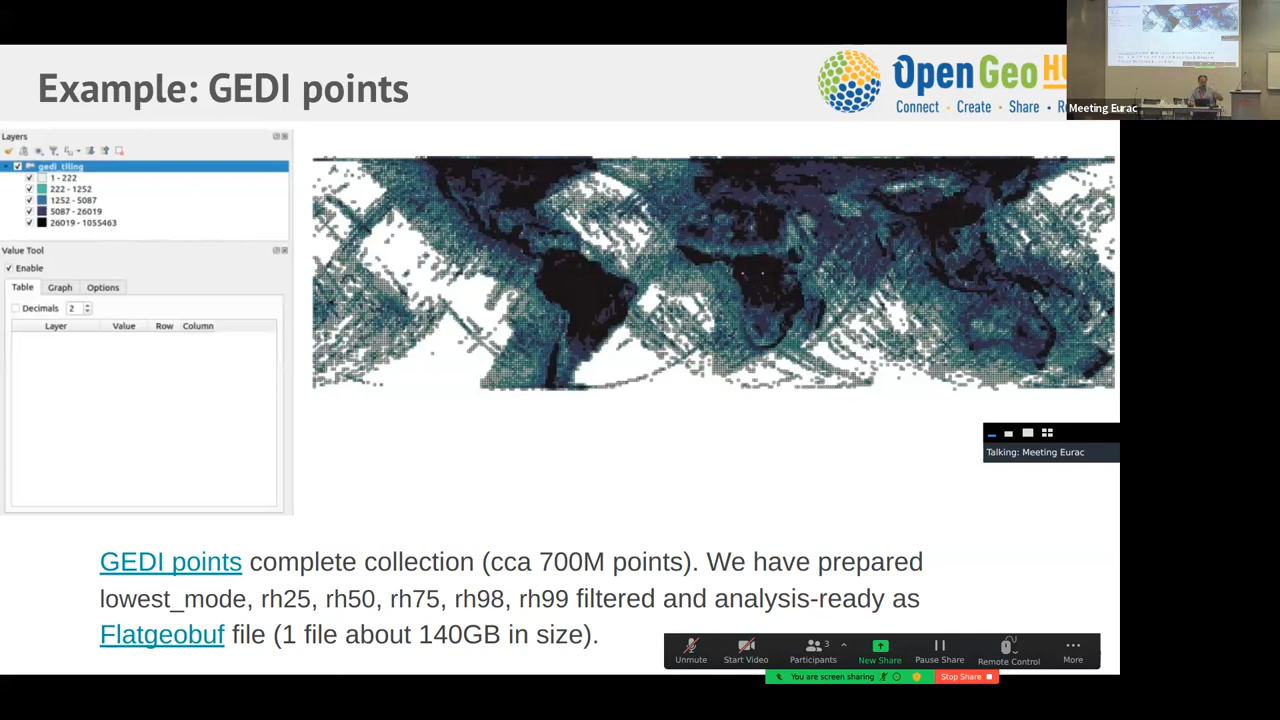 Example: GEDI points
OpenGeo
Connect · Create · Share ·
Meeting Eurac
Layers
gedi_tiling
1 - 222
222 - 1252
1252 - 5087
5087 - 26019
26019 - 1055463
Value Tool
Enable
Table Graph Options
Decimals 2
Layer Value Row Column
Talking: Meeting Eurac
GEDI points complete collection (cca 700M points). We have prepared
lowest_mode, rh25, rh50, rh75, rh98, rh99 filtered and analysis-ready as
Flatgeobuf file (1 file about 140GB in size).
Unmute Start Video Participants 3 New Share Pause Share Remote Control More
You are screen sharing Stop Share